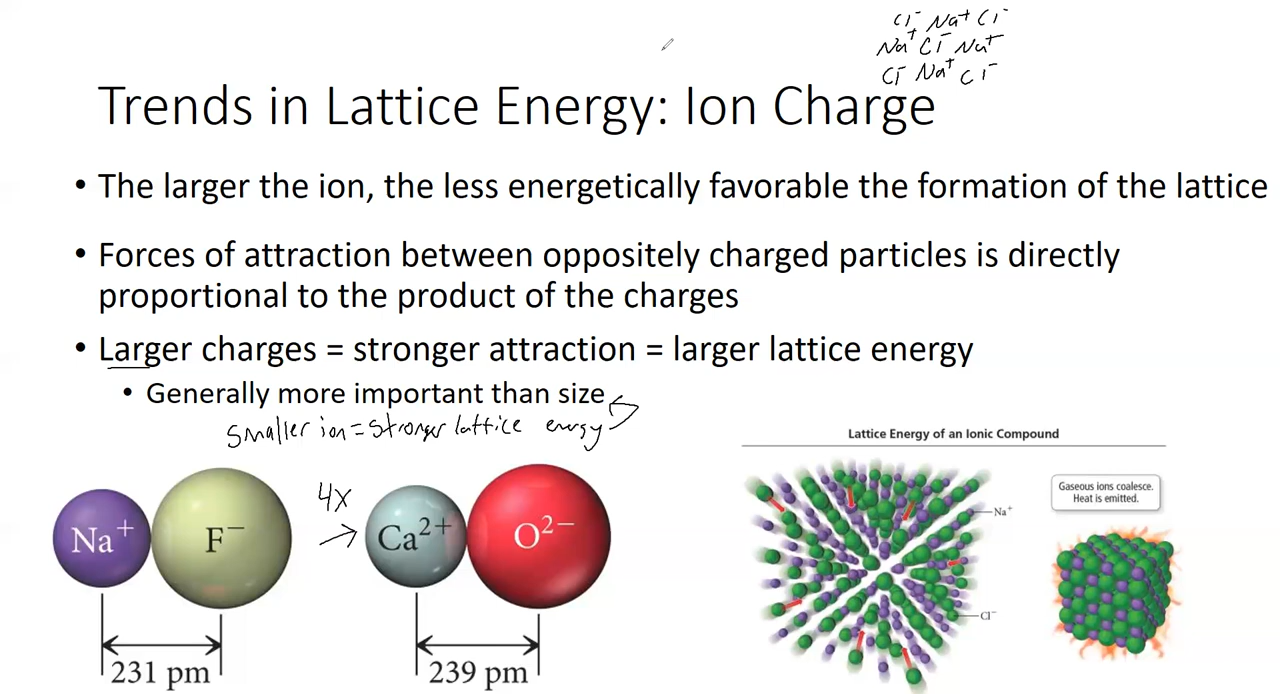 Cl⁻ Na⁺ Cl⁻
Na⁺ Cl⁻ Na⁺
Cl⁻ Na⁺ Cl⁻
Trends in Lattice Energy: Ion Charge
• The larger the ion, the less energetically favorable the formation of the lattice
• Forces of attraction between oppositely charged particles is directly
proportional to the product of the charges
• Larger charges = stronger attraction = larger lattice energy
• Generally more important than size
smaller ion = stronger lattice energy
Na⁺
F⁻
4x
Ca²⁺
O²⁻
231 pm
239 pm
Lattice Energy of an Ionic Compound
Na⁺
Cl⁻
Gaseous ions coalesce.
Heat is emitted.